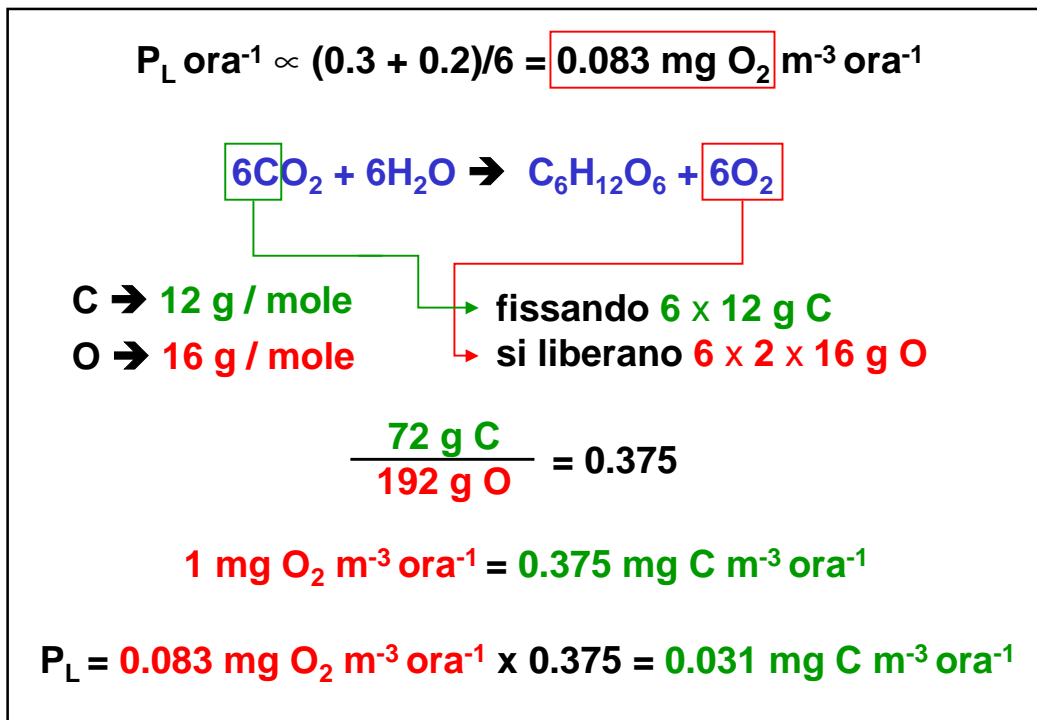 P_L ora⁻¹ ∝ (0.3 + 0.2)/6 = 0.083 mg O₂ m⁻³ ora⁻¹
6CO₂ + 6H₂O ➔ C₆H₁₂O₆ + 6O₂
C ➔ 12 g / mole
fissando 6 x 12 g C
O ➔ 16 g / mole
si liberano 6 x 2 x 16 g O
72 g C
192 g O
= 0.375
1 mg O₂ m⁻³ ora⁻¹ = 0.375 mg C m⁻³ ora⁻¹
P_L = 0.083 mg O₂ m⁻³ ora⁻¹ x 0.375 = 0.031 mg C m⁻³ ora⁻¹